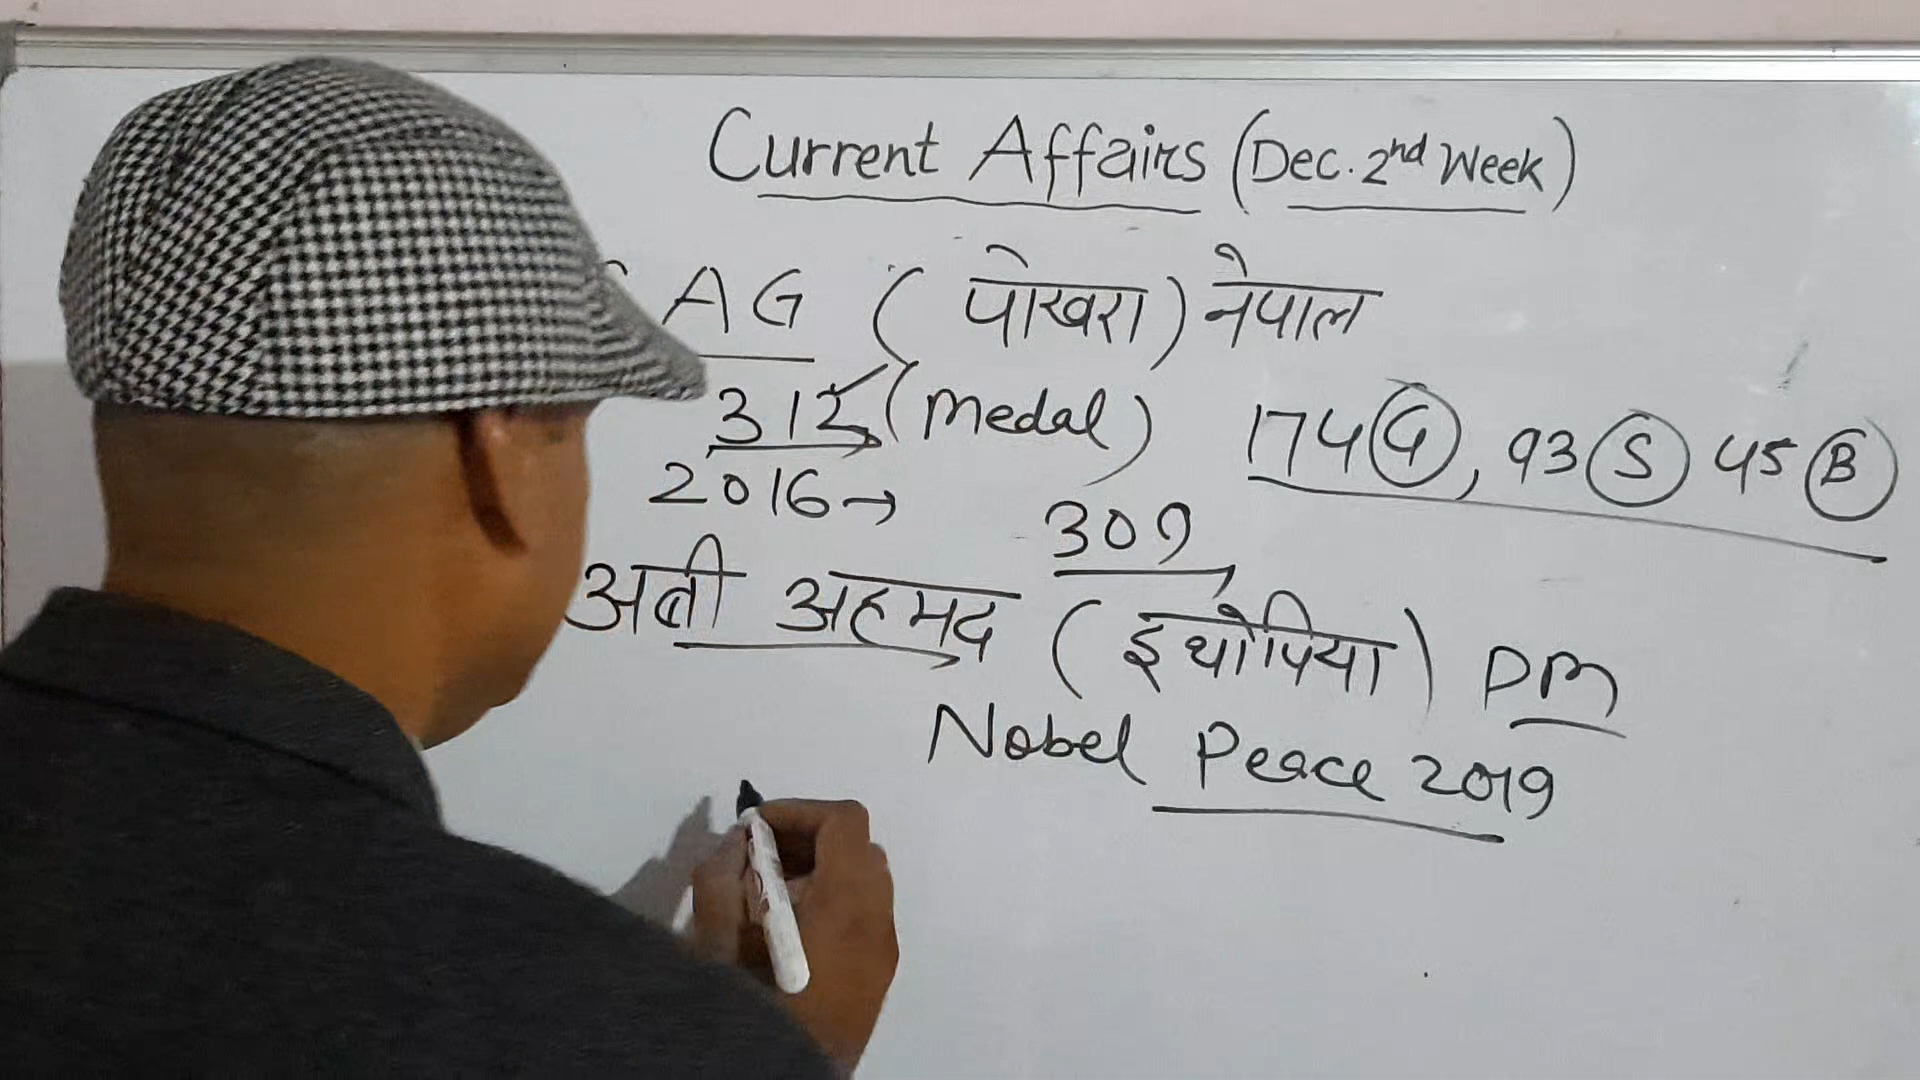 Current Affairs (Dec. 2nd Week)
AG (पोखरा) नेपाल
312 (medal) 174 G, 93 S 45 B
2016→ 309
अबी अहमद (इथोपिया) PM
Nobel Peace 2019